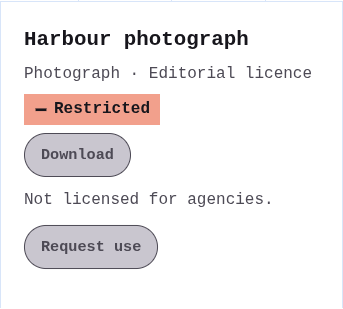 Harbour photograph
Photograph · Editorial licence
– Restricted
Download
Not licensed for agencies.
Request use